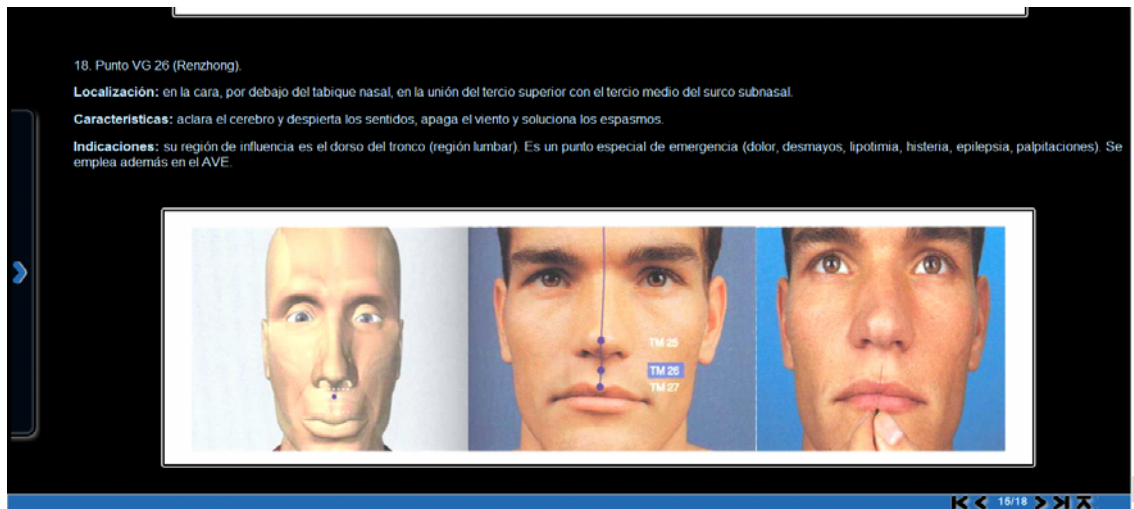 18. Punto VG 26 (Renzhong).
Localización: en la cara, por debajo del tabique nasal, en la unión del tercio superior con el tercio medio del surco subnasal.
Características: aclara el cerebro y despierta los sentidos, apaga el viento y soluciona los espasmos.
Indicaciones: su región de influencia es el dorso del tronco (región lumbar). Es un punto especial de emergencia (dolor, desmayos, lipotimia, histeria, epilepsia, palpitaciones). Se
emplea además en el AVE.
TM 25
TM 26
TM 27
15/18